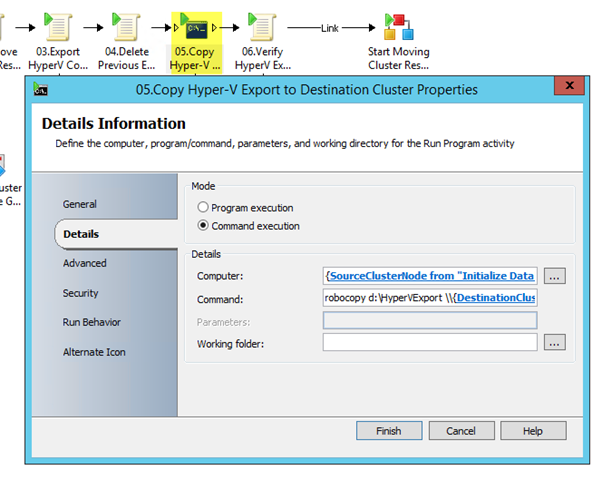 ove
Res...
03.Export
HyperV Co...
04.Delete
Previous E...
05.Copy
Hyper-V ...
06.Verify
HyperV Ex...
Link
Start Moving
Cluster Res...
uster
e G...
C:\.
05.Copy Hyper-V Export to Destination Cluster Properties
x
Details Information
Define the computer, program/command, parameters, and working directory for the Run Program activity
General
Details
Advanced
Security
Run Behavior
Alternate Icon
Mode
Program execution
Command execution
Details
Computer: {SourceClusterNode from "Initialize Data ...
Command: robocopy d:\HyperVExport \\{DestinationClus
Parameters:
Working folder: ...
Finish Cancel Help